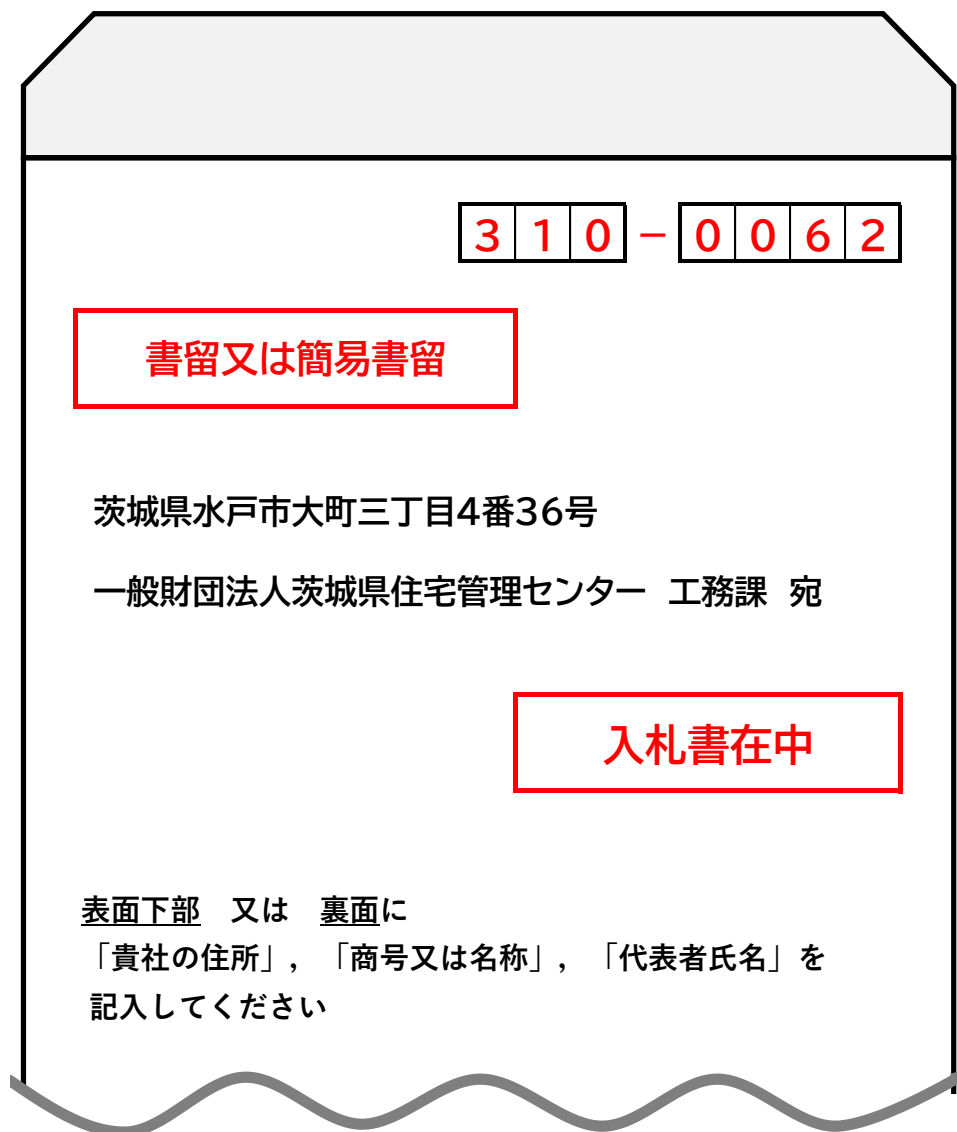 310-0062
書留又は簡易書留
茨城県水戸市大町三丁目4番36号
一般財団法人茨城県住宅管理センター 工務課 宛
入札書在中
表面下部 又は 裏面に
「貴社の住所」，「商号又は名称」，「代表者氏名」を
記入してください